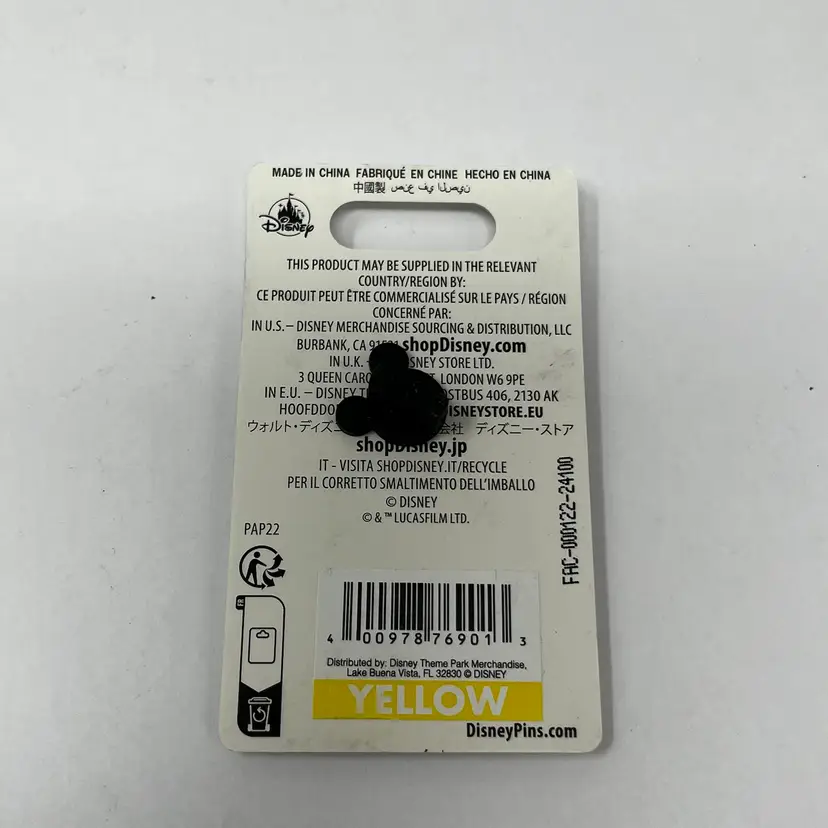 MADE IN CHINA FABRIQUÉ EN CHINE HECHO EN CHINA
中國製 صنع في الصين
Disney
THIS PRODUCT MAY BE SUPPLIED IN THE RELEVANT
COUNTRY/REGION BY:
CE PRODUIT PEUT ÊTRE COMMERCIALISÉ SUR LE PAYS / RÉGION
CONCERNÉ PAR:
IN U.S.– DISNEY MERCHANDISE SOURCING & DISTRIBUTION, LLC
BURBANK, CA shopDisney.com
IN U.K. STORE LTD.
3 QUEEN LONDON W6 9PE
IN E.U. – DISNEY 406, 2130 AK
DISNEYSTORE.EU
ウォルト・ディズ 会社 ディズニー・ストア
shopDisney.jp
IT - VISITA SHOPDISNEY.IT/RECYCLE
PER IL CORRETTO SMALTIMENTO DELL'IMBALLO
© DISNEY
© & ™ LUCASFILM LTD.
FAC-000122-24100
PAP22
FR
4 00978 76901 3
Distributed by: Disney Theme Park Merchandise,
Lake Buena Vista, FL 32830 © DISNEY
YELLOW
DisneyPins.com